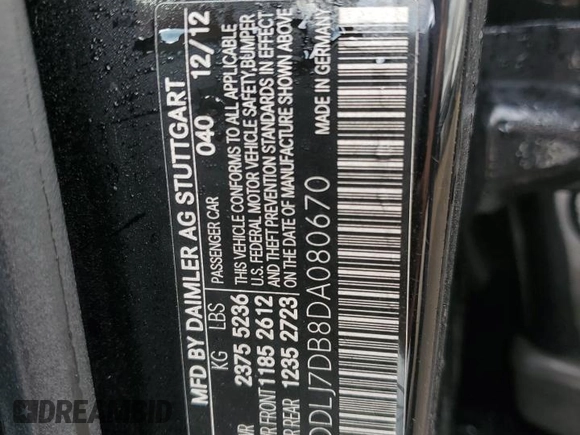 MFD BY DAIMLER AG STUTTGART
040 12/12
KG LBS PASSENGER CAR
2375 5236
FRONT 1185 2612
REAR 1235 2723
THIS VEHICLE CONFORMS TO ALL APPLICABLE
U.S. FEDERAL MOTOR VEHICLE SAFETY, BUMPER
AND THEFT PREVENTION STANDARDS IN EFFECT
ON THE DATE OF MANUFACTURE SHOWN ABOVE
DLJ7DB8DA080670
MADE IN GERMANY
DREAMBID